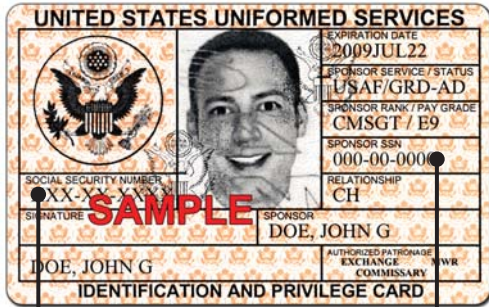 UNITED STATES UNIFORMED SERVICES
EXPIRATION DATE
2009JUL22
SPONSOR SERVICE / STATUS
USAF/GRD-AD
SPONSOR RANK / PAY GRADE
CMSGT / E9
SPONSOR SSN
000-00-0000
SOCIAL SECURITY NUMBER
XXX-XX-XXXX
RELATIONSHIP
CH
SIGNATURE
SAMPLE
SPONSOR
DOE, JOHN G
DOE, JOHN G
AUTHORIZED PATRONAGE
EXCHANGE MWR
COMMISSARY
IDENTIFICATION AND PRIVILEGE CARD